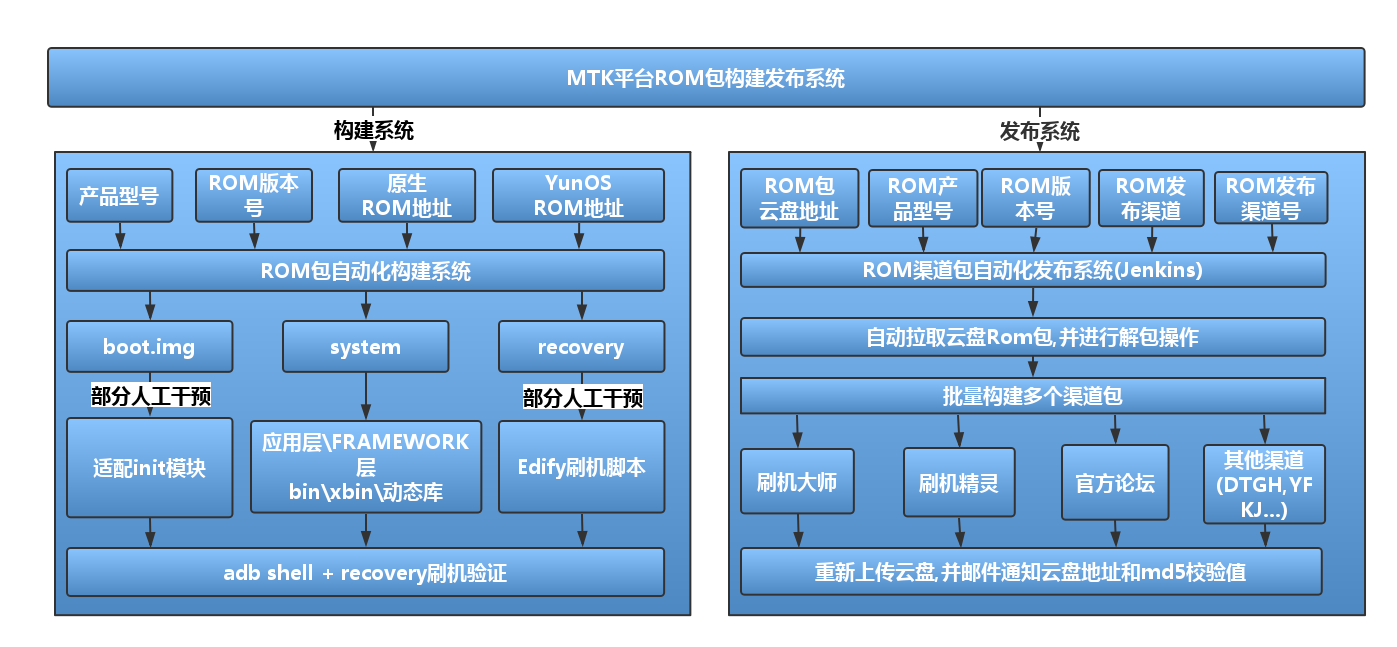 MTK平台ROM包构建发布系统
构建系统
产品型号
ROM版本
号
原生
ROM地址
YunOS
ROM地址
ROM包自动化构建系统
boot.img
system
recovery
部分人工干预
部分人工干预
适配init模块
应用层\FRAMEWORK
层
bin\xbin\动态库
Edify刷机脚本
adb shell + recovery刷机验证
发布系统
ROM包
云盘地址
ROM产
品型号
ROM版
本号
ROM发
布渠道
ROM发布
渠道号
ROM渠道包自动化发布系统(Jenkins)
自动拉取云盘Rom包,并进行解包操作
批量构建多个渠道包
刷机大师
刷机精灵
官方论坛
其他渠道
(DTGH,YF
KJ...)
重新上传云盘,并邮件通知云盘地址和md5校验值